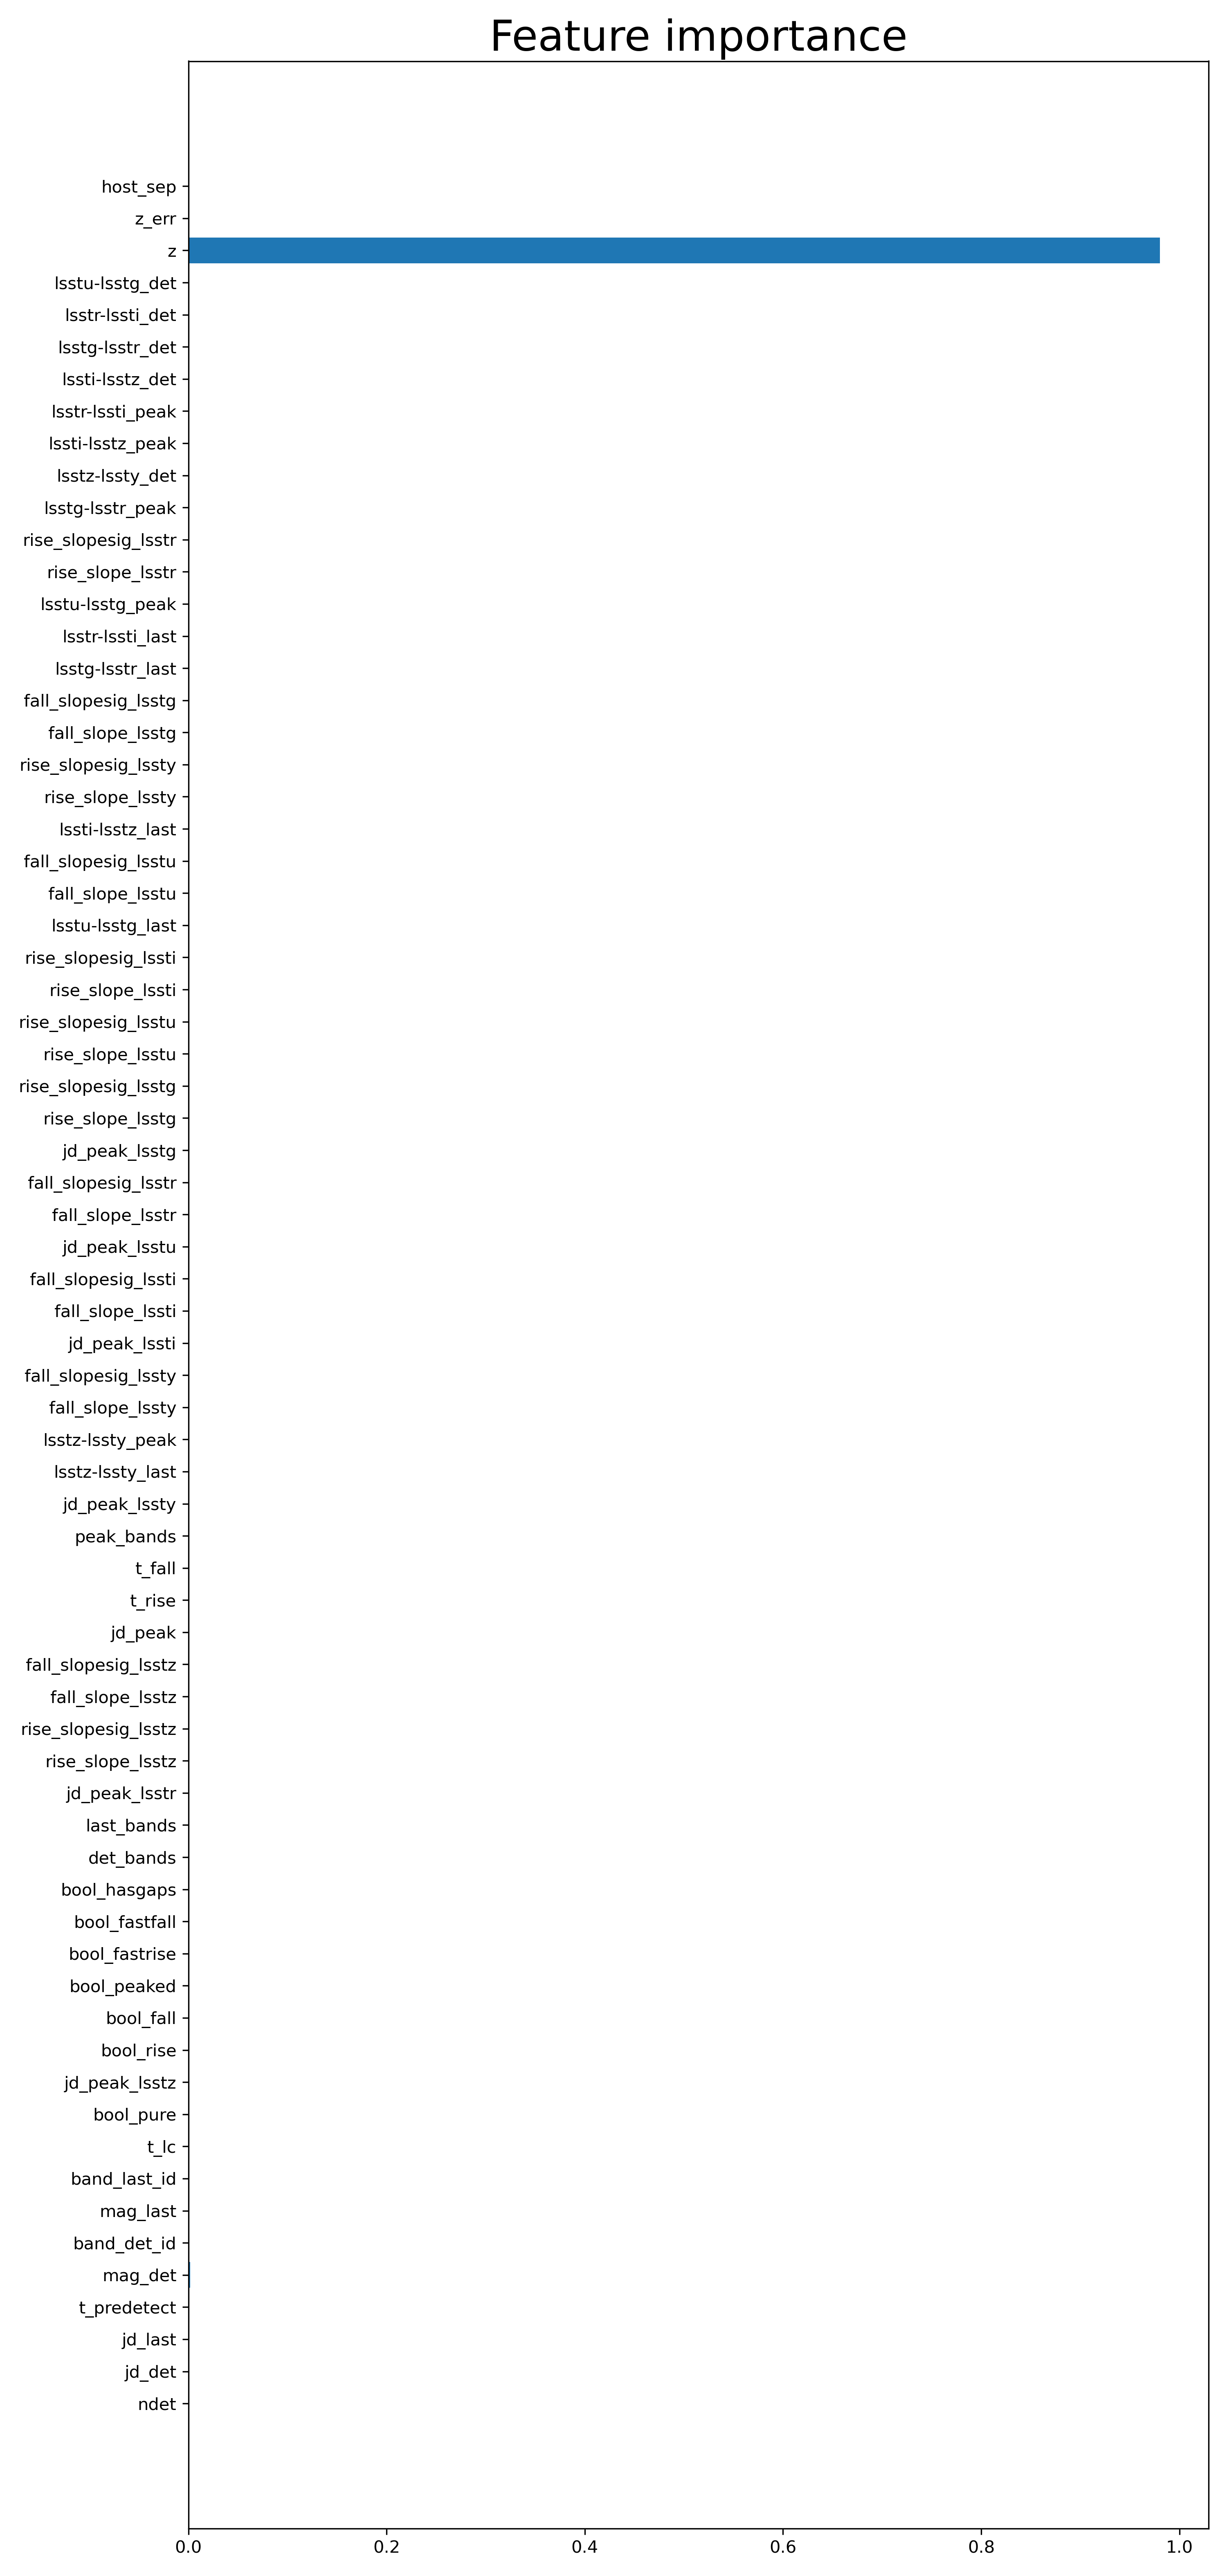 Feature importance
host_sep
z_err
z
lsstu-lsstg_det
lsstr-lssti_det
lsstg-lsstr_det
lssti-lsstz_det
lsstr-lssti_peak
lssti-lsstz_peak
lsstz-lssty_det
lsstg-lsstr_peak
rise_slopesig_lsstr
rise_slope_lsstr
lsstu-lsstg_peak
lsstr-lssti_last
lsstg-lsstr_last
fall_slopesig_lsstg
fall_slope_lsstg
rise_slopesig_lssty
rise_slope_lssty
lssti-lsstz_last
fall_slopesig_lsstu
fall_slope_lsstu
lsstu-lsstg_last
rise_slopesig_lssti
rise_slope_lssti
rise_slopesig_lsstu
rise_slope_lsstu
rise_slopesig_lsstg
rise_slope_lsstg
jd_peak_lsstg
fall_slopesig_lsstr
fall_slope_lsstr
jd_peak_lsstu
fall_slopesig_lssti
fall_slope_lssti
jd_peak_lssti
fall_slopesig_lssty
fall_slope_lssty
lsstz-lssty_peak
lsstz-lssty_last
jd_peak_lssty
peak_bands
t_fall
t_rise
jd_peak
fall_slopesig_lsstz
fall_slope_lsstz
rise_slopesig_lsstz
rise_slope_lsstz
jd_peak_lsstr
last_bands
det_bands
bool_hasgaps
bool_fastfall
bool_fastrise
bool_peaked
bool_fall
bool_rise
jd_peak_lsstz
bool_pure
t_lc
band_last_id
mag_last
band_det_id
mag_det
t_predetect
jd_last
jd_det
ndet
0.0 0.2 0.4 0.6 0.8 1.0